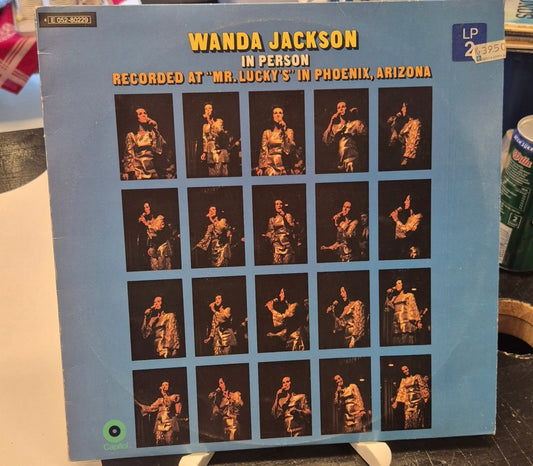 E 052-80229
WANDA JACKSON
IN PERSON
RECORDED AT "MR. LUCKY'S" IN PHOENIX, ARIZONA
LP
2
Capitol